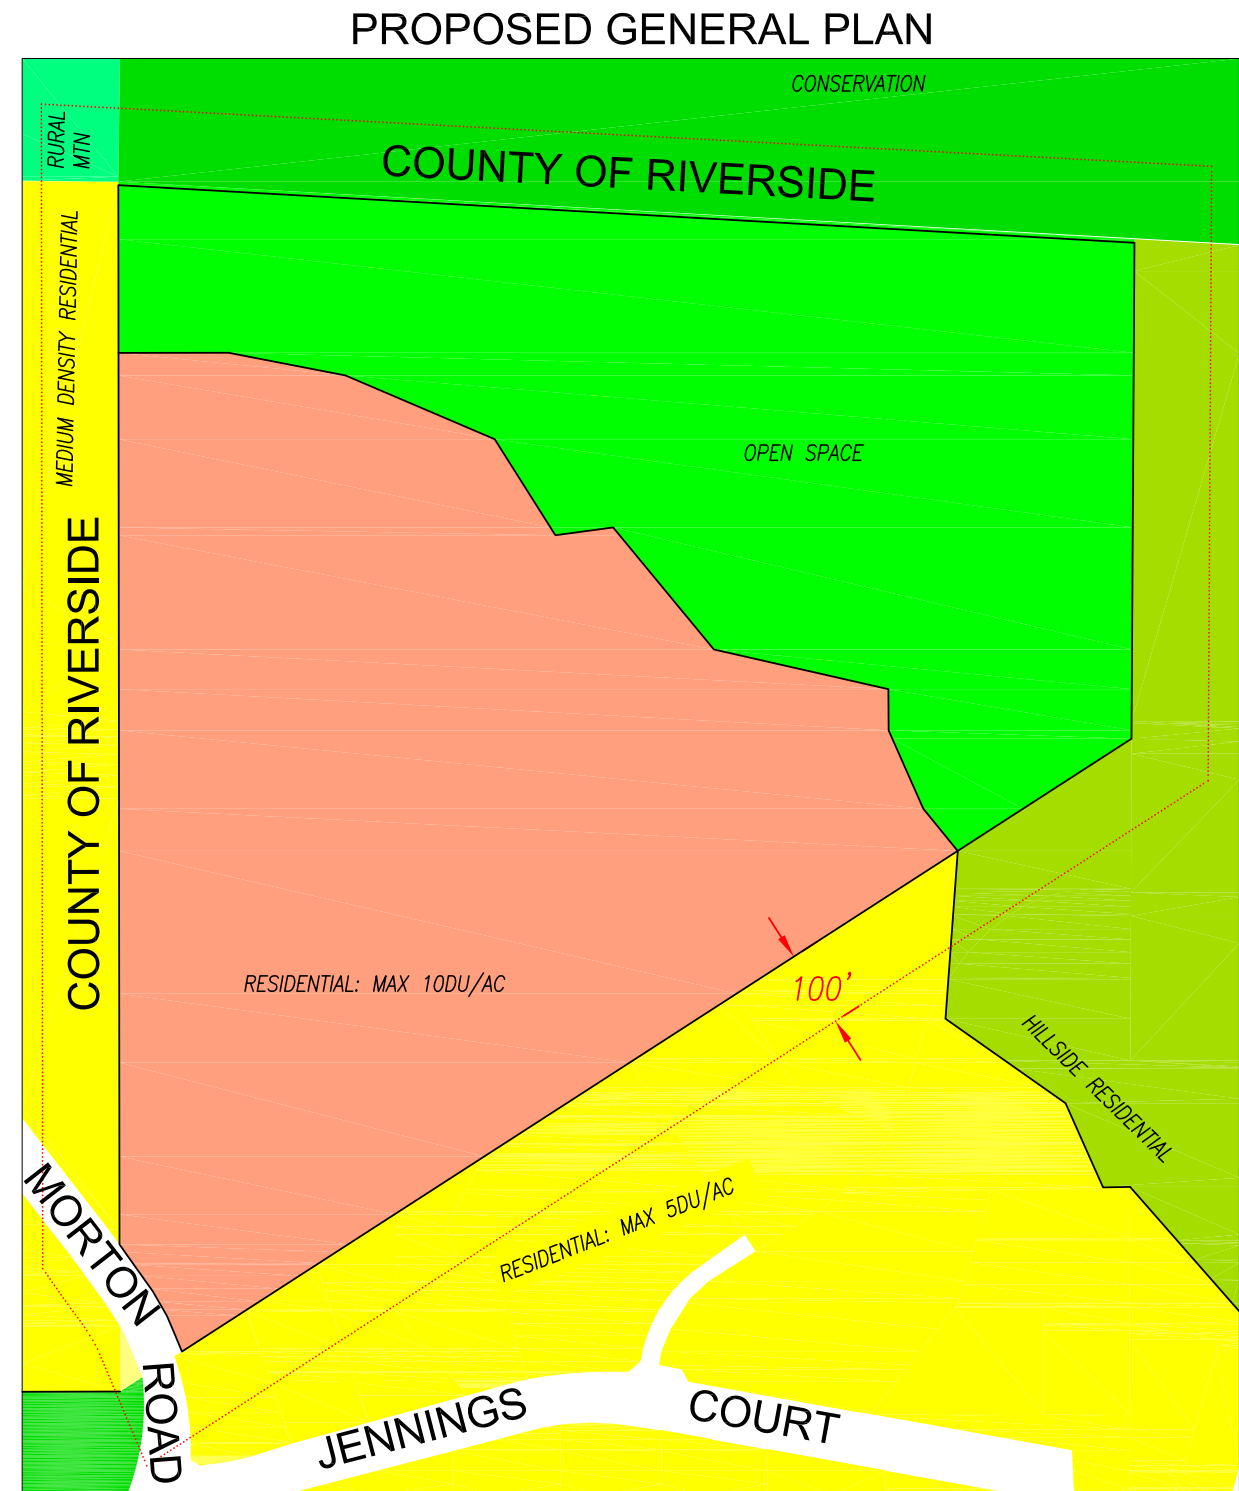 PROPOSED GENERAL PLAN
CONSERVATION
RURAL
MTN
COUNTY OF RIVERSIDE
MEDIUM DENSITY RESIDENTIAL
OPEN SPACE
COUNTY OF RIVERSIDE
RESIDENTIAL: MAX 10DU/AC
100'
HILLSIDE RESIDENTIAL
RESIDENTIAL: MAX 5DU/AC
MORTON ROAD
JENNINGS COURT